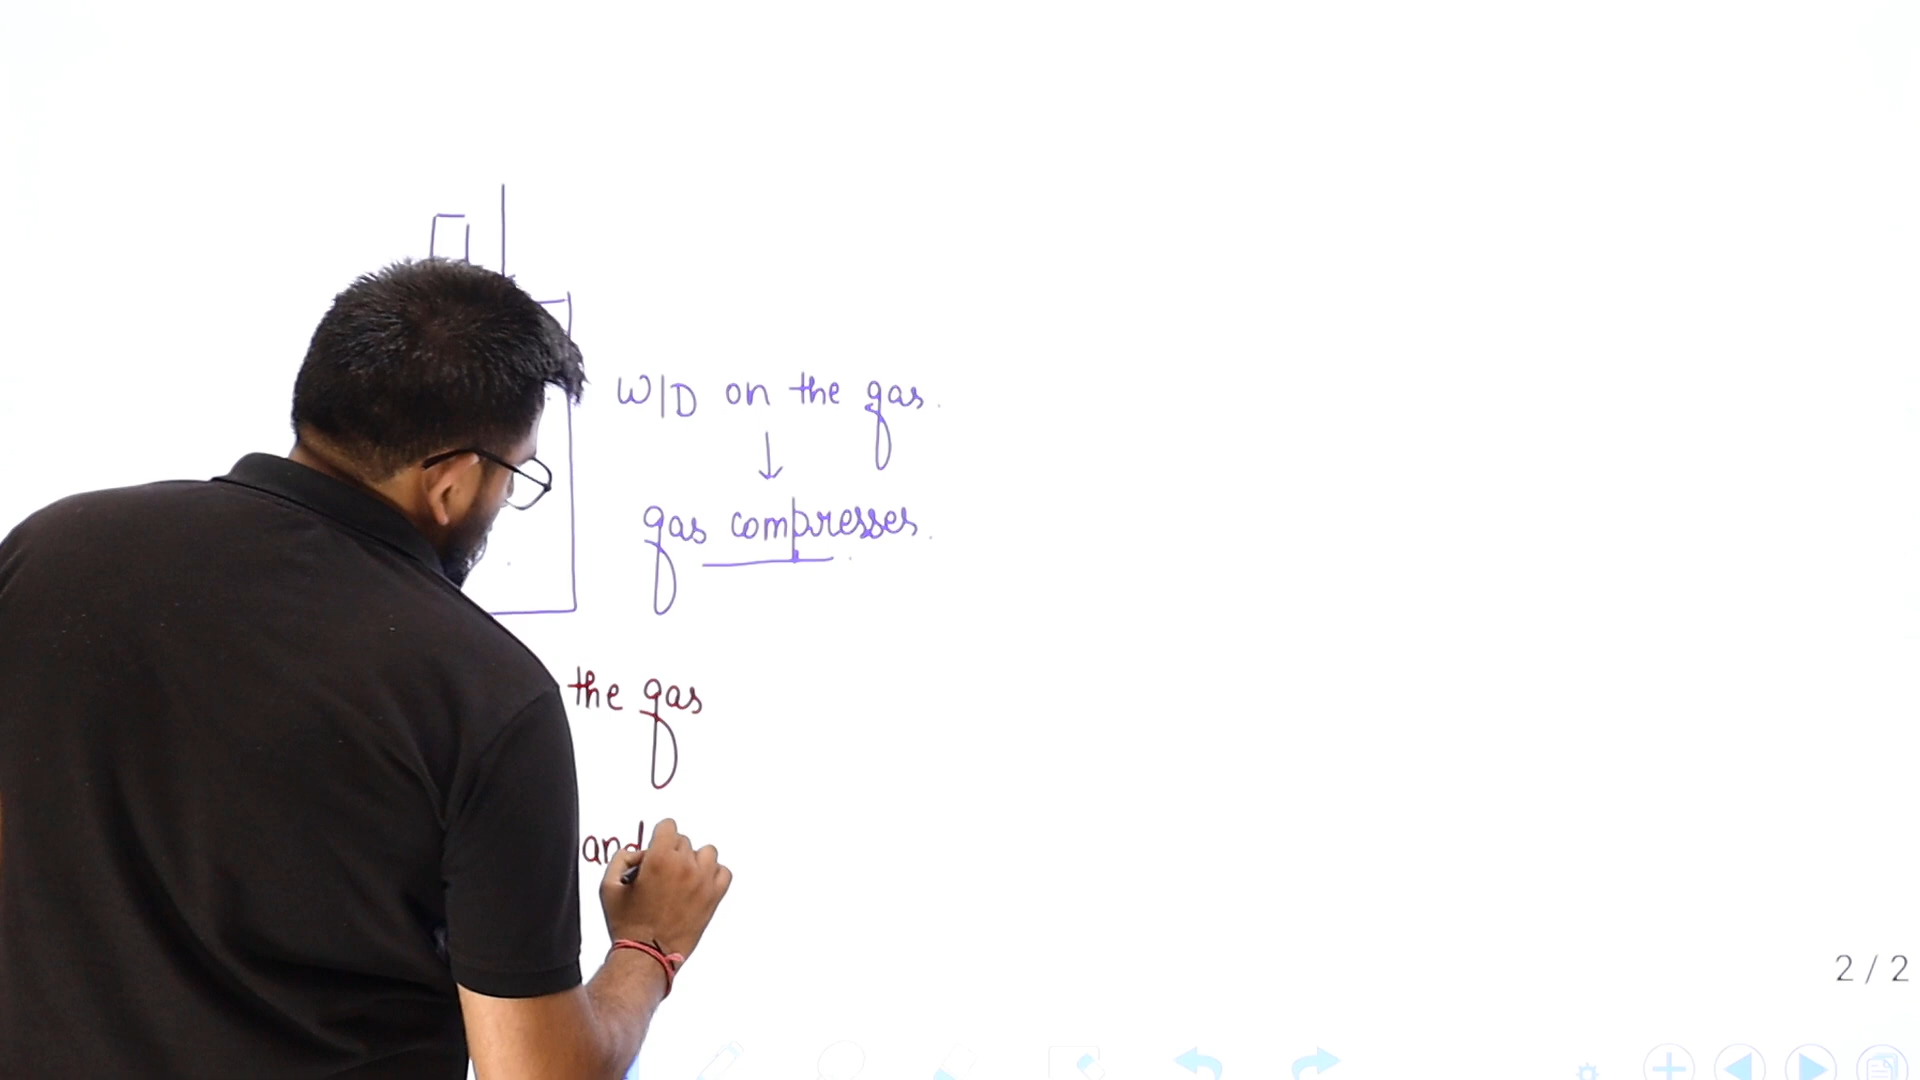 W/D on the gas.
gas compresses.
the gas
and
2 / 2